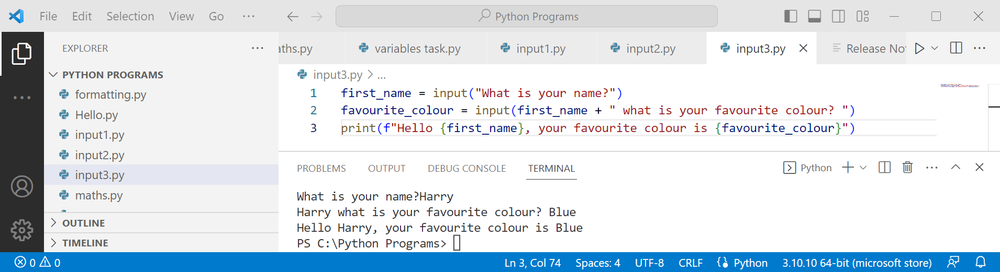 File Edit Selection View Go ... Python Programs
EXPLORER ...
aths.py variables task.py input1.py input2.py input3.py Release No
PYTHON PROGRAMS
formatting.py
Hello.py
input1.py
input2.py
input3.py
maths.py
OUTLINE
TIMELINE
input3.py > ...
1 first_name = input("What is your name?")
2 favourite_colour = input(first_name + " what is your favourite colour? ")
3 print(f"Hello {first_name}, your favourite colour is {favourite_colour}")
PROBLEMS OUTPUT DEBUG CONSOLE TERMINAL Python
What is your name?Harry
Harry what is your favourite colour? Blue
Hello Harry, your favourite colour is Blue
PS C:\Python Programs>
0 0 Ln 3, Col 74 Spaces: 4 UTF-8 CRLF Python 3.10.10 64-bit (microsoft store)